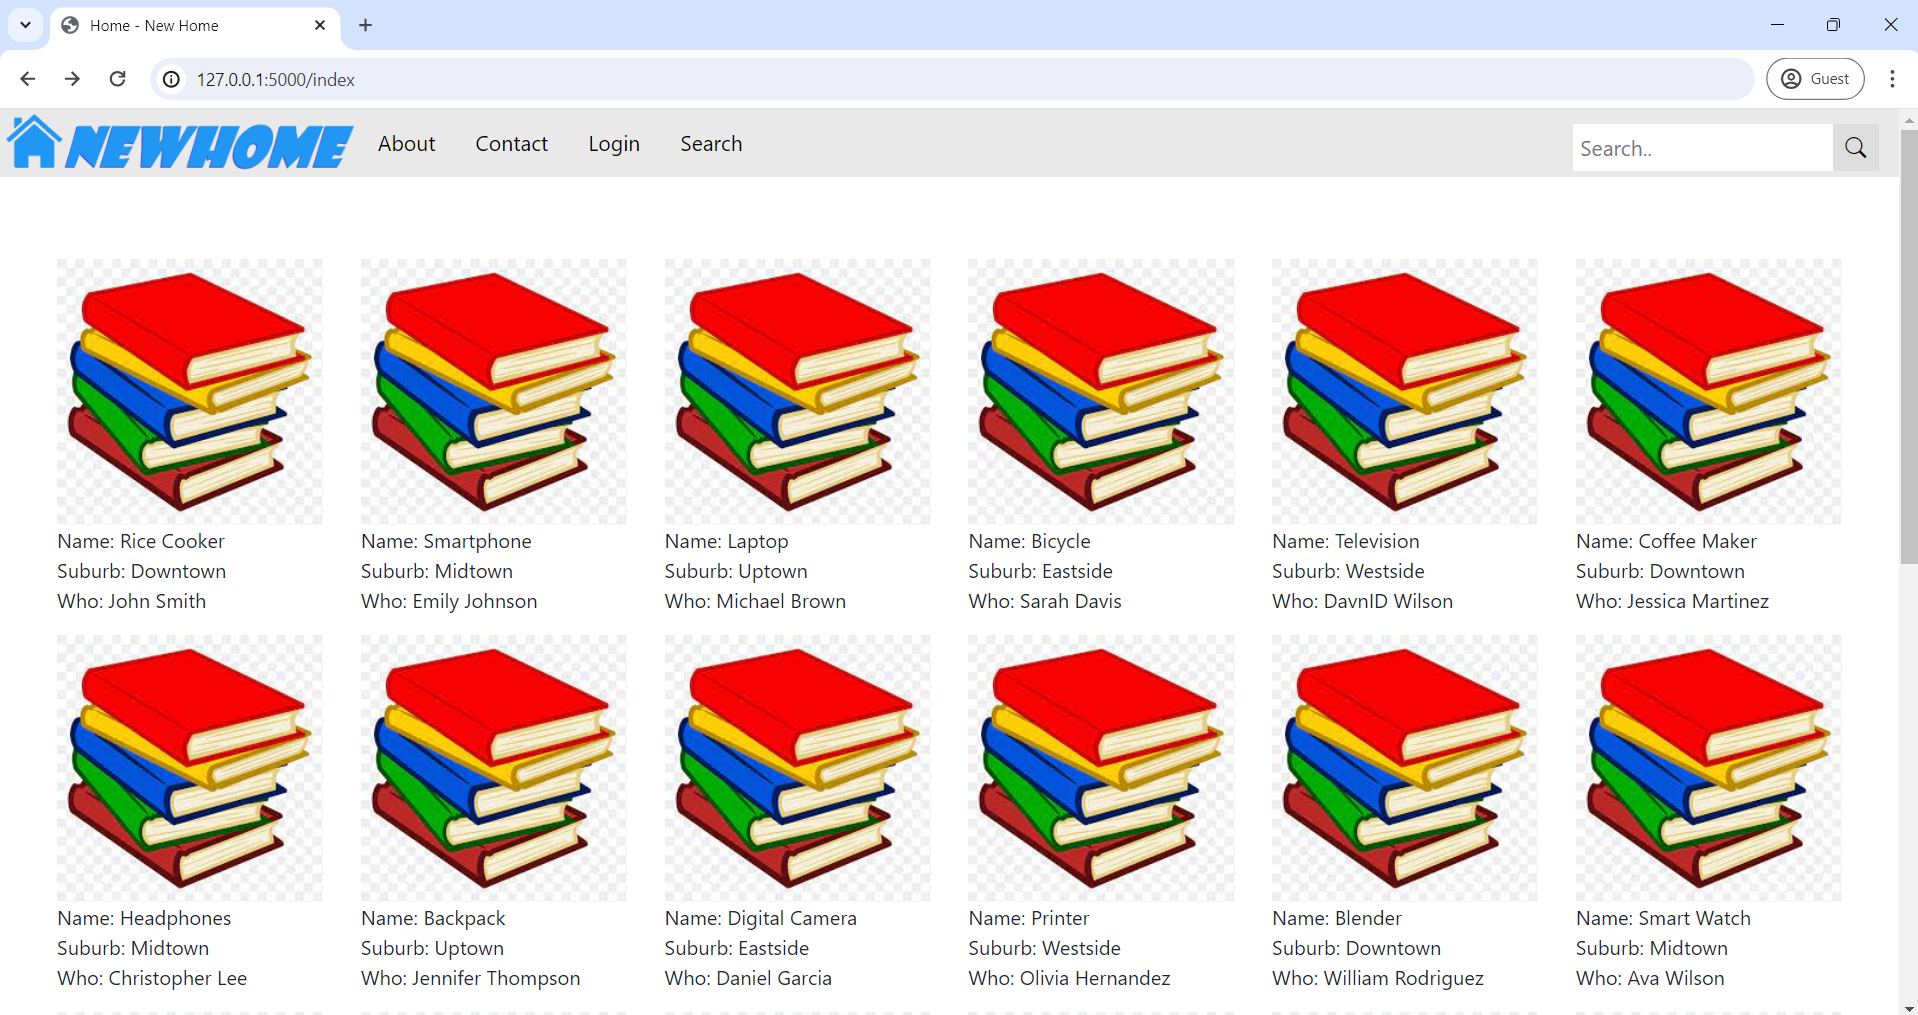 Home - New Home
127.0.0.1:5000/index
Guest
NEWHOME
About
Contact
Login
Search
Search..
Name: Rice Cooker
Suburb: Downtown
Who: John Smith
Name: Smartphone
Suburb: Midtown
Who: Emily Johnson
Name: Laptop
Suburb: Uptown
Who: Michael Brown
Name: Bicycle
Suburb: Eastside
Who: Sarah Davis
Name: Television
Suburb: Westside
Who: DavnID Wilson
Name: Coffee Maker
Suburb: Downtown
Who: Jessica Martinez
Name: Headphones
Suburb: Midtown
Who: Christopher Lee
Name: Backpack
Suburb: Uptown
Who: Jennifer Thompson
Name: Digital Camera
Suburb: Eastside
Who: Daniel Garcia
Name: Printer
Suburb: Westside
Who: Olivia Hernandez
Name: Blender
Suburb: Downtown
Who: William Rodriguez
Name: Smart Watch
Suburb: Midtown
Who: Ava Wilson